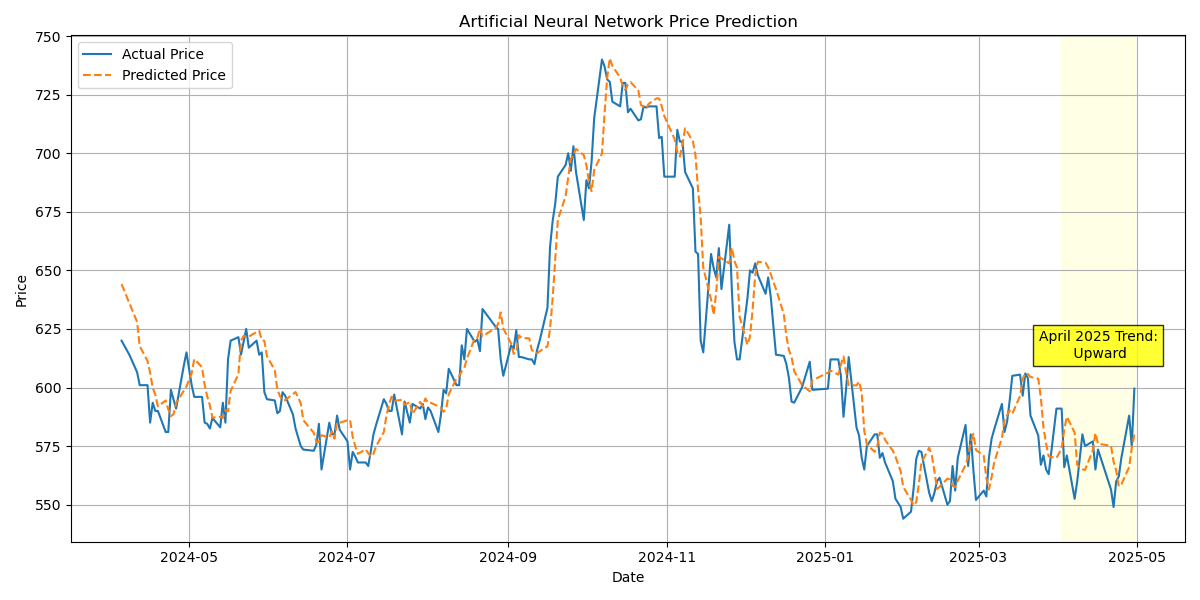 Artificial Neural Network Price Prediction
Actual Price
Predicted Price
April 2025 Trend:
Upward
Price
750
725
700
675
650
625
600
575
550
2024-05
2024-07
2024-09
2024-11
2025-01
2025-03
2025-05
Date